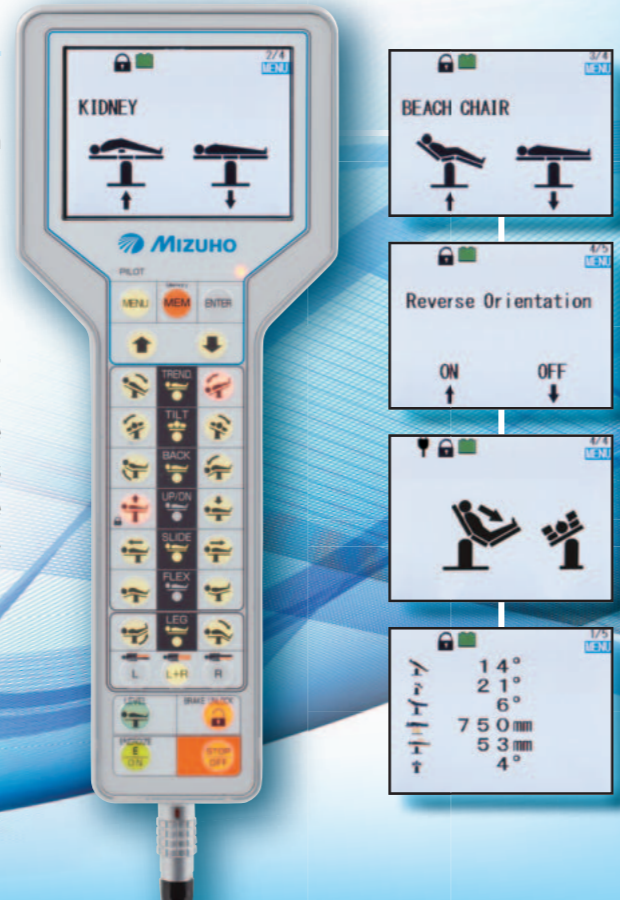 2/4
MENU
KIDNEY
MIZUHO
PILOT
MENU
MEM
ENTER
TREND.
TILT
BACK
UP/DN
SLIDE
FLEX
LEG
L
L+R
R
LEVEL
BRAKE UNLOCK
E
ON
STOP
OFF
3/4
MENU
BEACH CHAIR
4/5
MENU
Reverse Orientation
ON
OFF
4/4
MENU
1/5
MENU
14°
21°
6°
750mm
53mm
4°